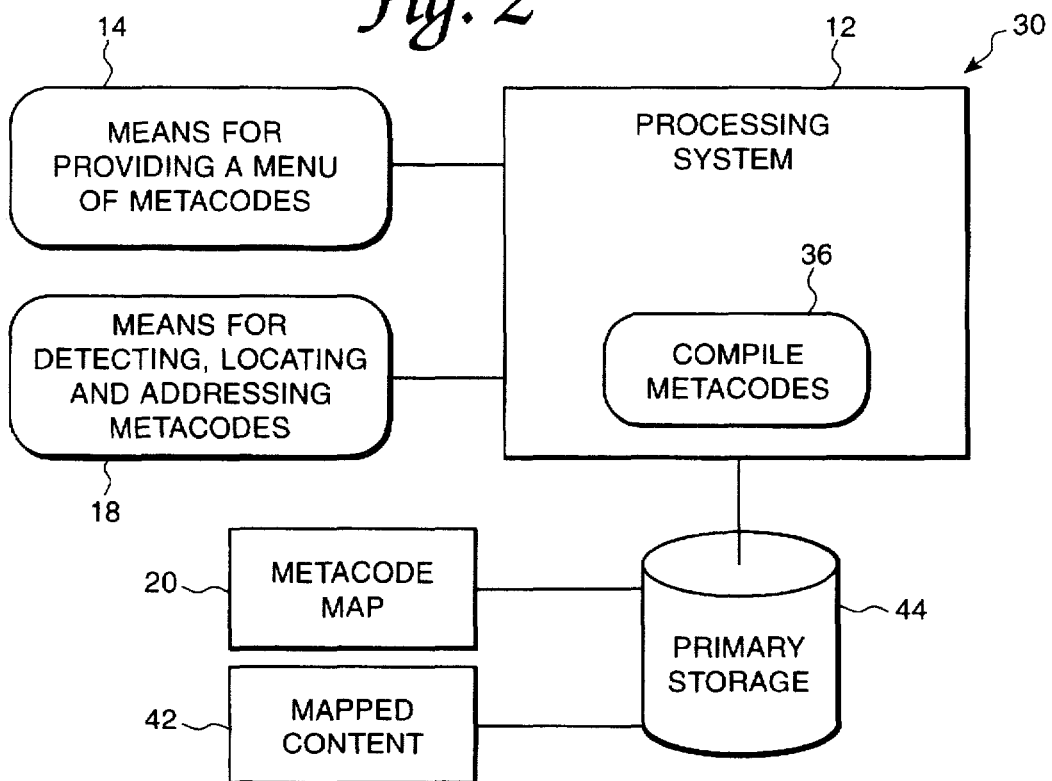 Fig. 2
14
12
30
MEANS FOR
PROVIDING A MENU
OF METACODES
PROCESSING
SYSTEM
36
MEANS FOR
DETECTING, LOCATING
AND ADDRESSING
METACODES
COMPILE
METACODES
18
20
METACODE
MAP
44
PRIMARY
STORAGE
42
MAPPED
CONTENT